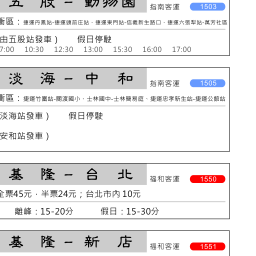 五 股 － 動物園
指南客運 1503
衝區：捷運丹鳳站-捷運頭前庄站、捷運東門站-信義新生路口、捷運六張犁站-萬芳社區
由五股站發車） 假日停駛
7:00 10:30 12:30 13:00 15:30 16:00 17:00
淡 海 － 中 和
指南客運 1505
衝區：捷運竹圍站-關渡國小、士林國中-士林簡易庭、捷運忠孝新生站-捷運公館站
淡海站發車） 假日停駛
安和站發車）
基 隆 － 台 北
福和客運 1550
全票45元，半票24元；台北市內10元
離峰：15-20分 假日：15-30分
基 隆 － 新 店
福和客運 1551